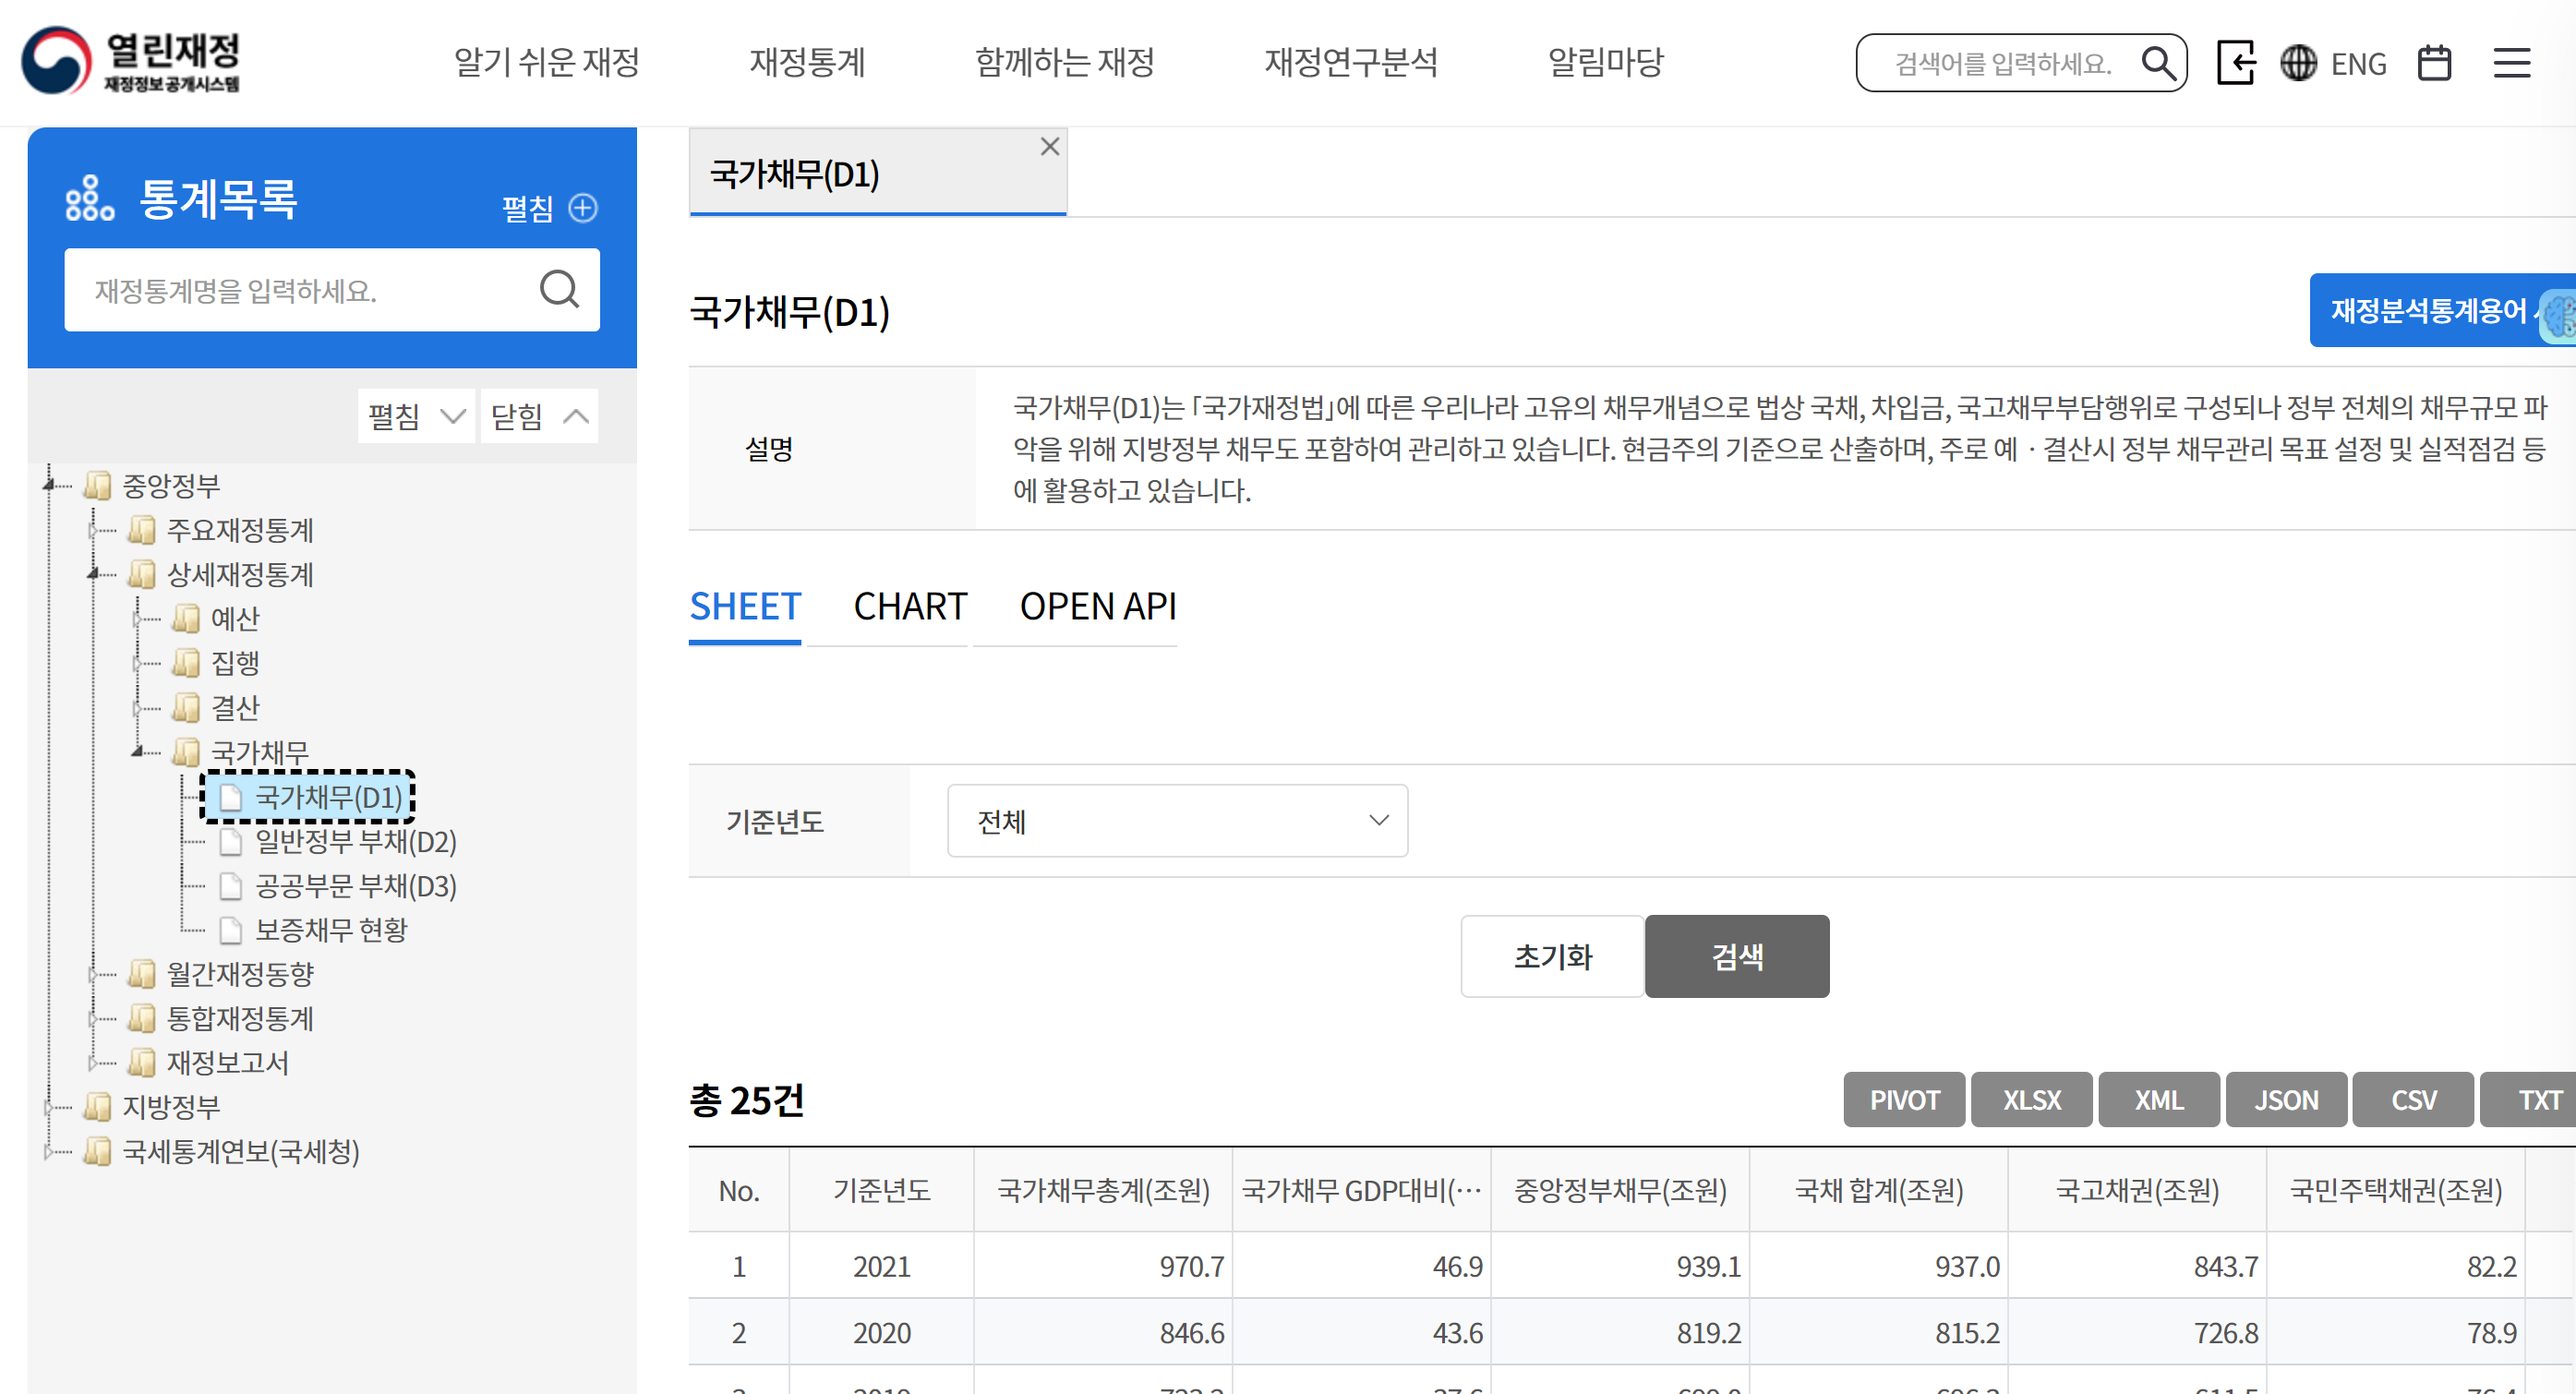 열린재정
재정정보공개시스템
알기 쉬운 재정
재정통계
함께하는 재정
재정연구분석
알림마당
검색어를 입력하세요.
ENG
통계목록
펼침
재정통계명을 입력하세요.
펼침
닫힘
중앙정부
주요재정통계
상세재정통계
예산
집행
결산
국가채무
국가채무(D1)
일반정부 부채(D2)
공공부문 부채(D3)
보증채무 현황
월간재정동향
통합재정통계
재정보고서
지방정부
국세통계연보(국세청)
국가채무(D1)
국가채무(D1)
재정분석통계용어
설명
국가채무(D1)는 ｢국가재정법｣에 따른 우리나라 고유의 채무개념으로 법상 국채, 차입금, 국고채무부담행위로 구성되나 정부 전체의 채무규모 파
악을 위해 지방정부 채무도 포함하여 관리하고 있습니다. 현금주의 기준으로 산출하며, 주로 예ㆍ결산시 정부 채무관리 목표 설정 및 실적점검 등
에 활용하고 있습니다.
SHEET
CHART
OPEN API
기준년도
전체
초기화
검색
총 25건
PIVOT
XLSX
XML
JSON
CSV
TXT
No. 기준년도 국가채무총계(조원) 국가채무 GDP대비(… 중앙정부채무(조원) 국채 합계(조원) 국고채권(조원) 국민주택채권(조원)
1 2021 970.7 46.9 939.1 937.0 843.7 82.2
2 2020 846.6 43.6 819.2 815.2 726.8 78.9